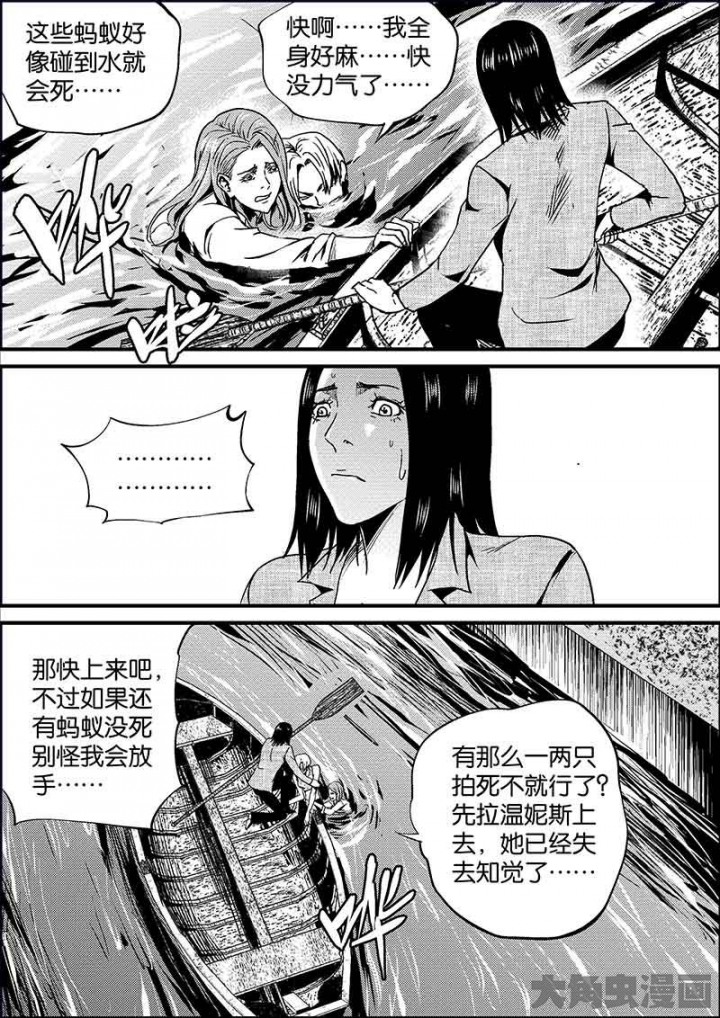 这些蚂蚁好
像碰到水就
会死……
快啊……我全
身好麻……快
没力气了……
哗
哗
…………
…………
那快上来吧，
不过如果还
有蚂蚁没死
别怪我会放
手……
有那么一两只
拍死不就行了？
先拉温妮斯上
去，她已经失
去知觉了……
哗
大角虫漫画